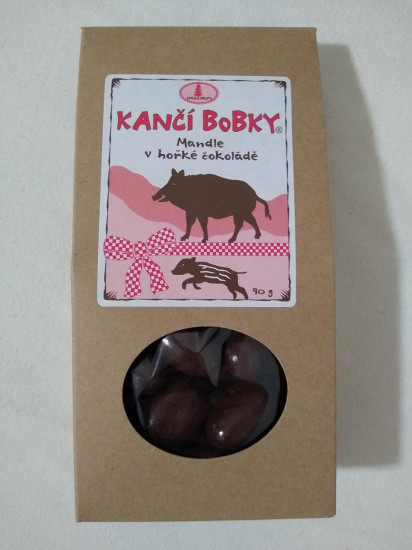 KANČÍ BOBKY®
Mandle
v hořké čokoládě
90 g